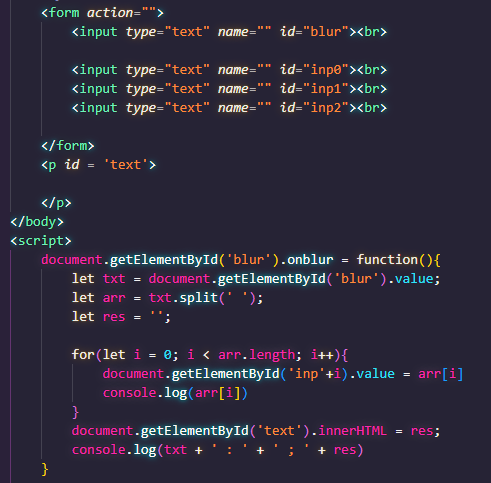 <form action="">
<input type="text" name="" id="blur"><br>
<input type="text" name="" id="inp0"><br>
<input type="text" name="" id="inp1"><br>
<input type="text" name="" id="inp2"><br>
</form>
<p id = 'text'>
</p>
</body>
<script>
document.getElementById('blur').onblur = function(){
let txt = document.getElementById('blur').value;
let arr = txt.split(' ');
let res = '';
for(let i = 0; i < arr.length; i++){
document.getElementById('inp'+i).value = arr[i]
console.log(arr[i])
}
document.getElementById('text').innerHTML = res;
console.log(txt + ' : ' + ' ; ' + res)
}